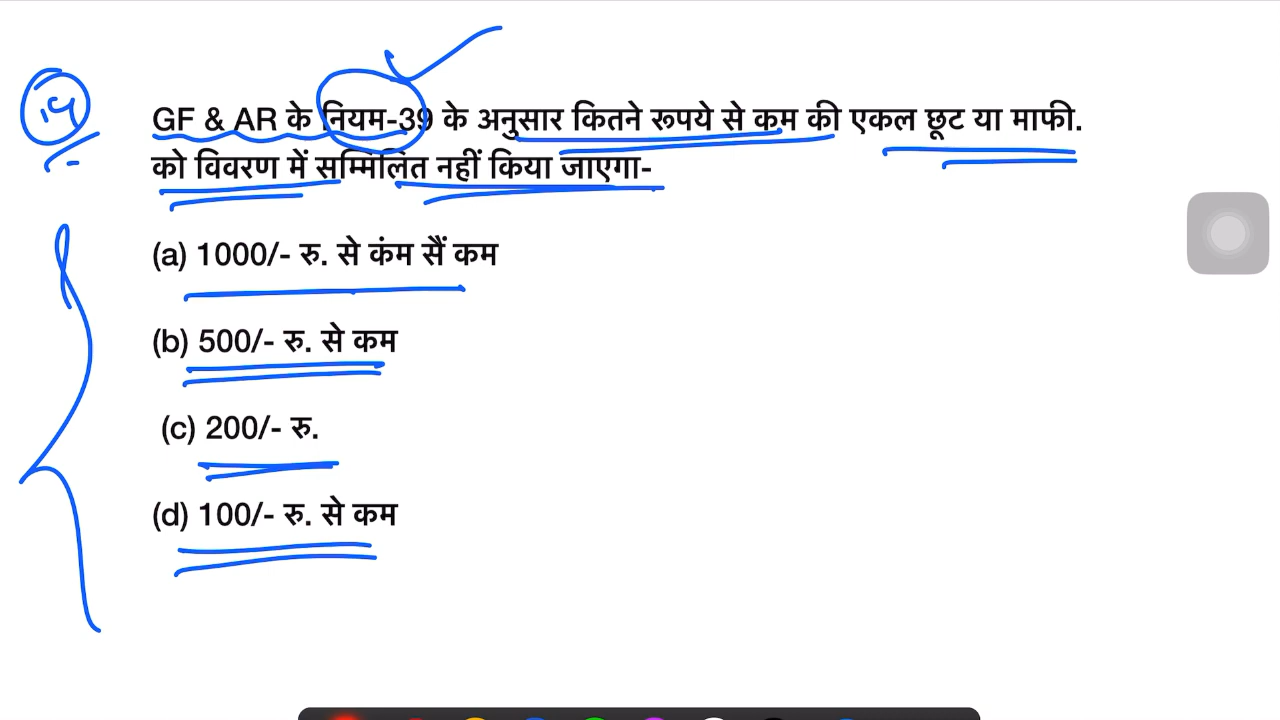 GF & AR के नियम-39 के अनुसार कितने रूपये से कम की एकल छूट या माफी.
को विवरण में सम्मिलित नहीं किया जाएगा-
(a) 1000/- रु. से कंम सैं कम
(b) 500/- रु. से कम
(c) 200/- रु.
(d) 100/- रु. से कम